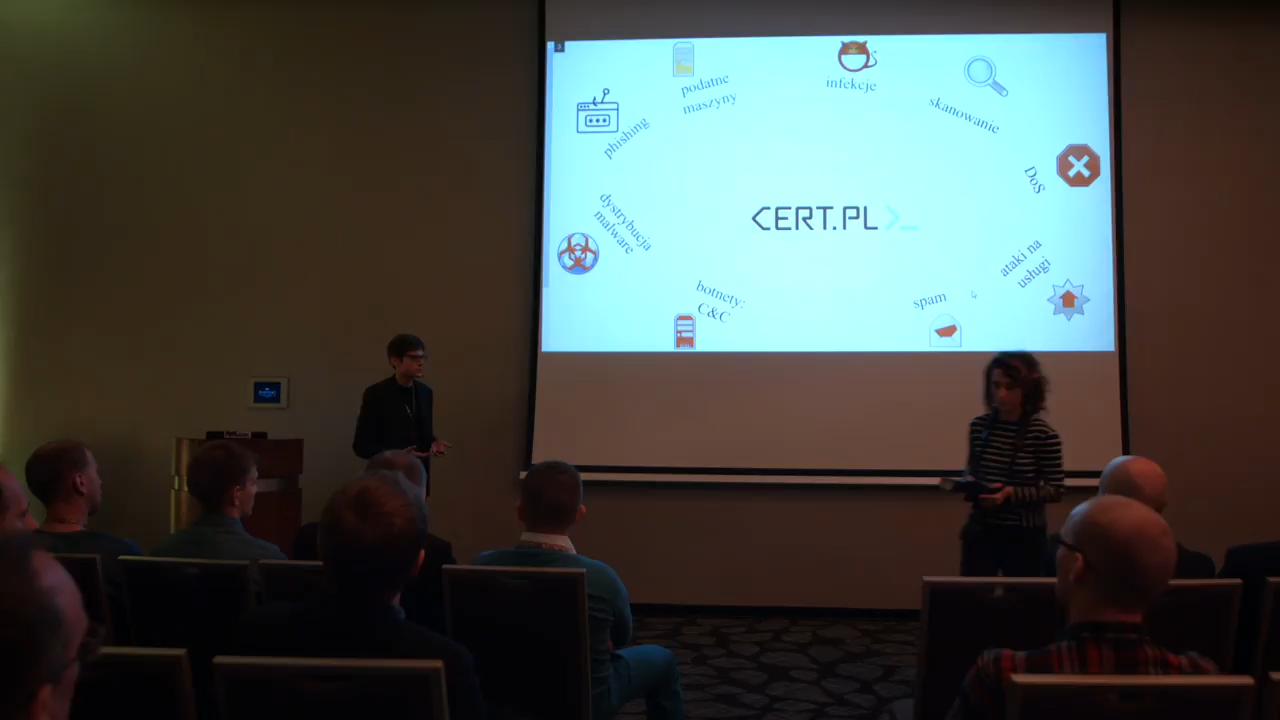 podatne
maszyny
infekcje
skanowanie
phishing
DoS
dystrybucja
malware
CERT.PL>_
ataki na
usługi
botnety:
C&C
spam